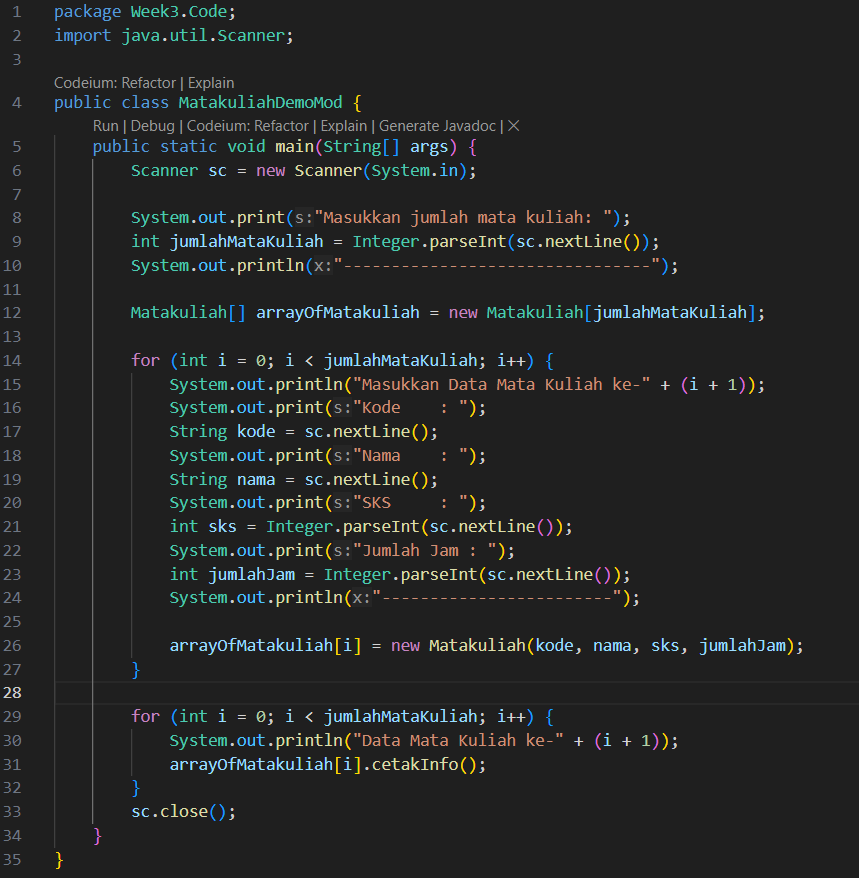 1 package Week3.Code;
2 import java.util.Scanner;
3
Codeium: Refactor | Explain
4 public class MatakuliahDemoMod {
Run | Debug | Codeium: Refactor | Explain | Generate Javadoc | ×
5     public static void main(String[] args) {
6         Scanner sc = new Scanner(System.in);
7
8         System.out.print(s:"Masukkan jumlah mata kuliah: ");
9         int jumlahMataKuliah = Integer.parseInt(sc.nextLine());
10         System.out.println(x:"--------------------------------");
11
12         Matakuliah[] arrayOfMatakuliah = new Matakuliah[jumlahMataKuliah];
13
14         for (int i = 0; i < jumlahMataKuliah; i++) {
15             System.out.println("Masukkan Data Mata Kuliah ke-" + (i + 1));
16             System.out.print(s:"Kode    : ");
17             String kode = sc.nextLine();
18             System.out.print(s:"Nama    : ");
19             String nama = sc.nextLine();
20             System.out.print(s:"SKS     : ");
21             int sks = Integer.parseInt(sc.nextLine());
22             System.out.print(s:"Jumlah Jam : ");
23             int jumlahJam = Integer.parseInt(sc.nextLine());
24             System.out.println(x:"------------------------");
25
26             arrayOfMatakuliah[i] = new Matakuliah(kode, nama, sks, jumlahJam);
27         }
28
29         for (int i = 0; i < jumlahMataKuliah; i++) {
30             System.out.println("Data Mata Kuliah ke-" + (i + 1));
31             arrayOfMatakuliah[i].cetakInfo();
32         }
33         sc.close();
34     }
35 }